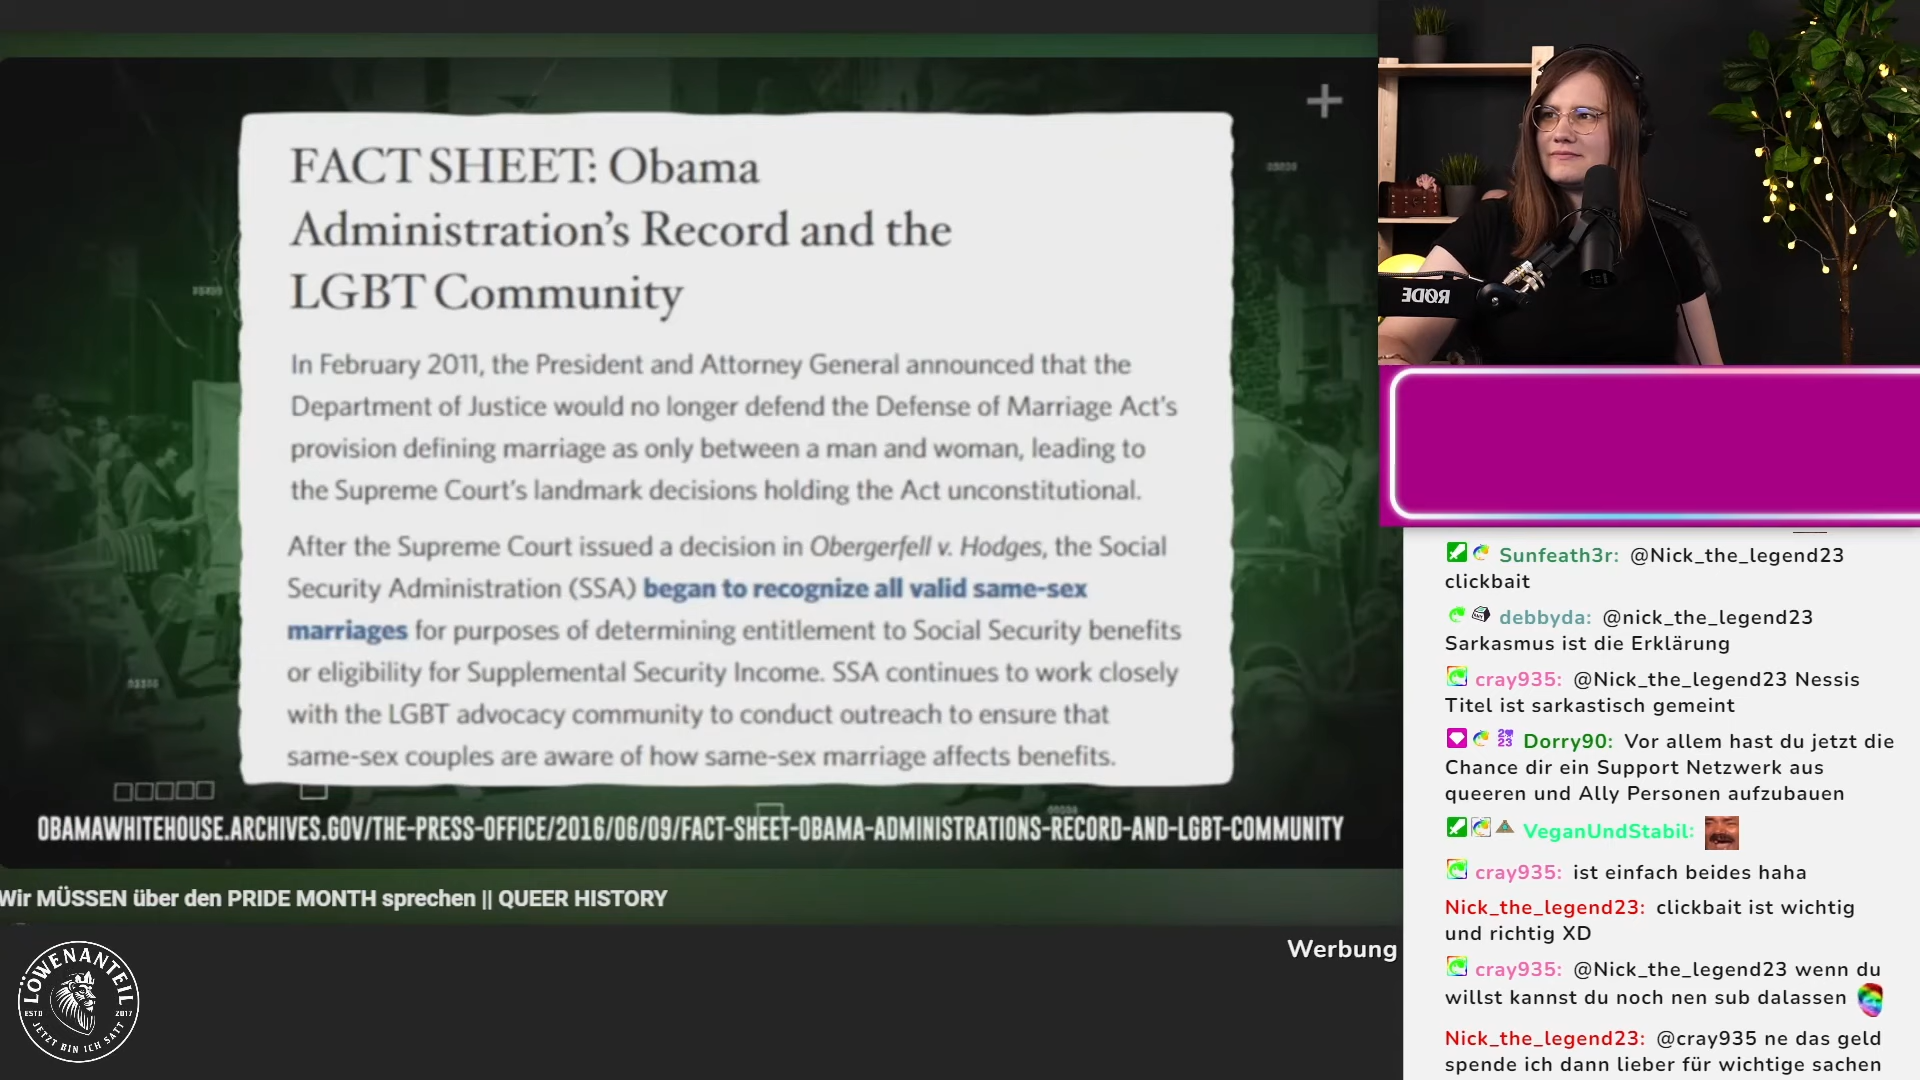 FACT SHEET: Obama
Administration's Record and the
LGBT Community
In February 2011, the President and Attorney General announced that the
Department of Justice would no longer defend the Defense of Marriage Act's
provision defining marriage as only between a man and woman, leading to
the Supreme Court's landmark decisions holding the Act unconstitutional.
After the Supreme Court issued a decision in Obergerfell v. Hodges, the Social
Security Administration (SSA) began to recognize all valid same-sex
marriages for purposes of determining entitlement to Social Security benefits
or eligibility for Supplemental Security Income. SSA continues to work closely
with the LGBT advocacy community to conduct outreach to ensure that
same-sex couples are aware of how same-sex marriage affects benefits.
OBAMAWHITEHOUSE.ARCHIVES.GOV/THE-PRESS-OFFICE/2016/06/09/FACT-SHEET-OBAMA-ADMINISTRATIONS-RECORD-AND-LGBT-COMMUNITY
Wir MÜSSEN über den PRIDE MONTH sprechen || QUEER HISTORY
LÖWENANTEIL
ESTD 2017
JETZT BIN ICH SATT
Werbung
RØDE
Sunfeath3r: @Nick_the_legend23
clickbait
debbyda: @nick_the_legend23
Sarkasmus ist die Erklärung
cray935: @Nick_the_legend23 Nessis
Titel ist sarkastisch gemeint
Dorry90: Vor allem hast du jetzt die
Chance dir ein Support Netzwerk aus
queeren und Ally Personen aufzubauen
VeganUndStabil:
cray935: ist einfach beides haha
Nick_the_legend23: clickbait ist wichtig
und richtig XD
cray935: @Nick_the_legend23 wenn du
willst kannst du noch nen sub dalassen
Nick_the_legend23: @cray935 ne das geld
spende ich dann lieber für wichtige sachen